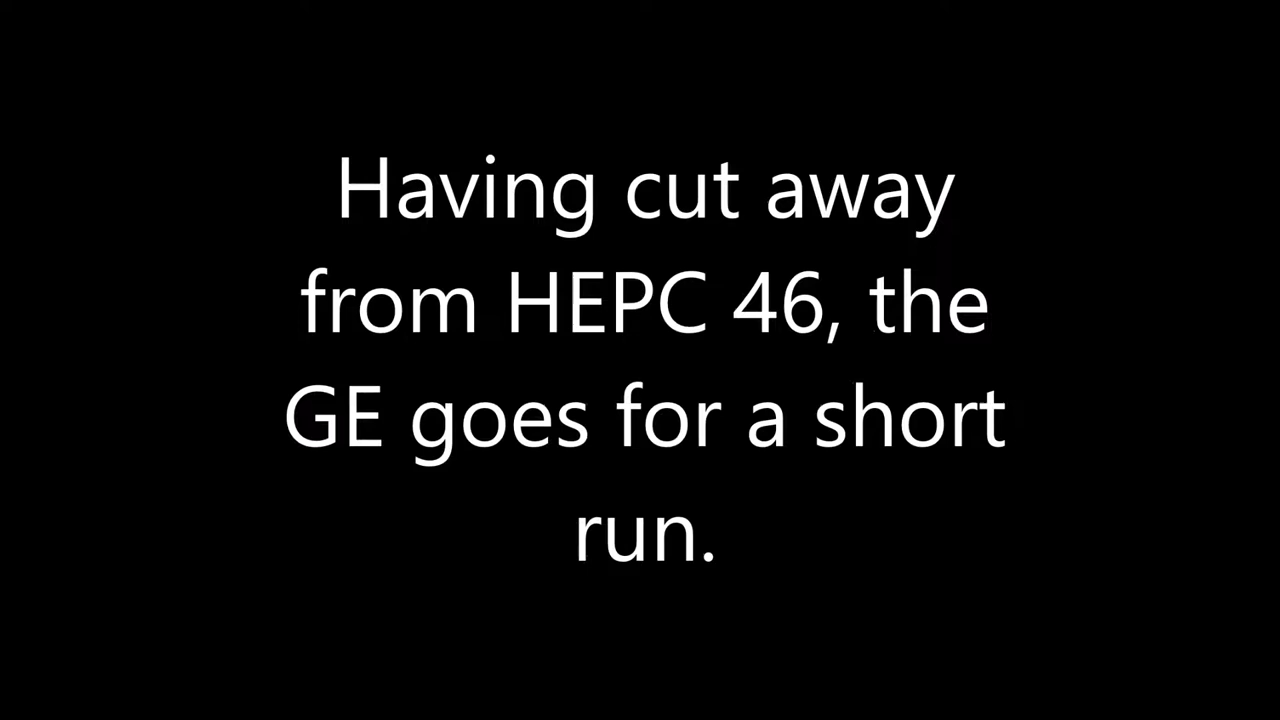 Having cut away
from HEPC 46, the
GE goes for a short
run.